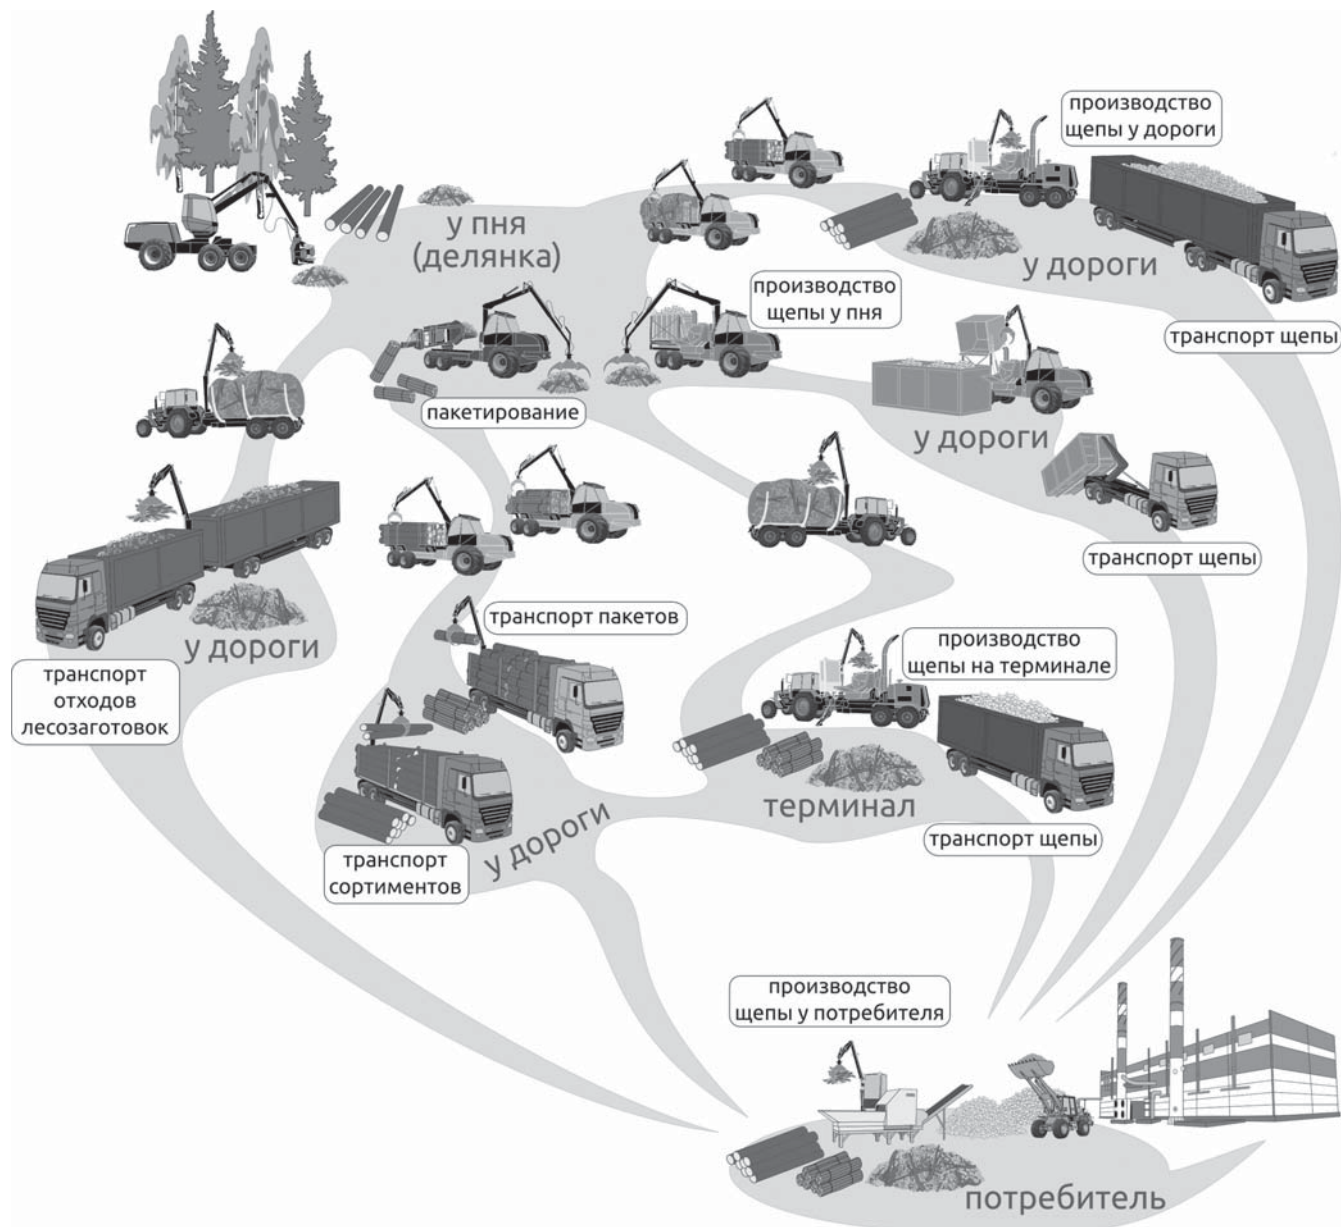 производство
щепы у дороги
у пня
(делянка)
у дороги
производство
щепы у пня
транспорт щепы
пакетирование
у дороги
транспорт щепы
транспорт пакетов
у дороги
производство
щепы на терминале
транспорт
отходов
лесозаготовок
терминал
у дороги
транспорт щепы
транспорт
сортиментов
производство
щепы у потребителя
потребитель